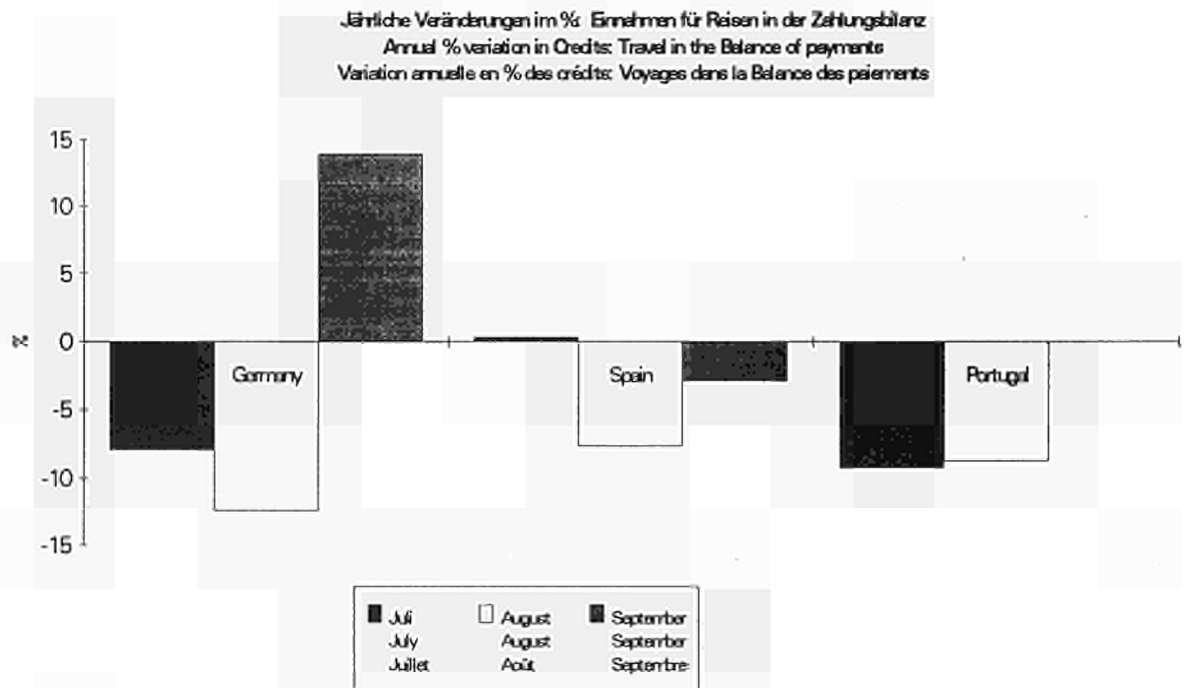 Jährliche Veränderungen im %: Einnahmen für Reisen in der Zahlungsbilanz
Annual % variation in Credits: Travel in the Balance of payments
Variation annuelle en % des crédits: Voyages dans la Balance des paiements
15
10
5
0
-5
-10
-15
%
Germany
Spain
Portugal
Juli August September
July August September
Juillet Août Septembre